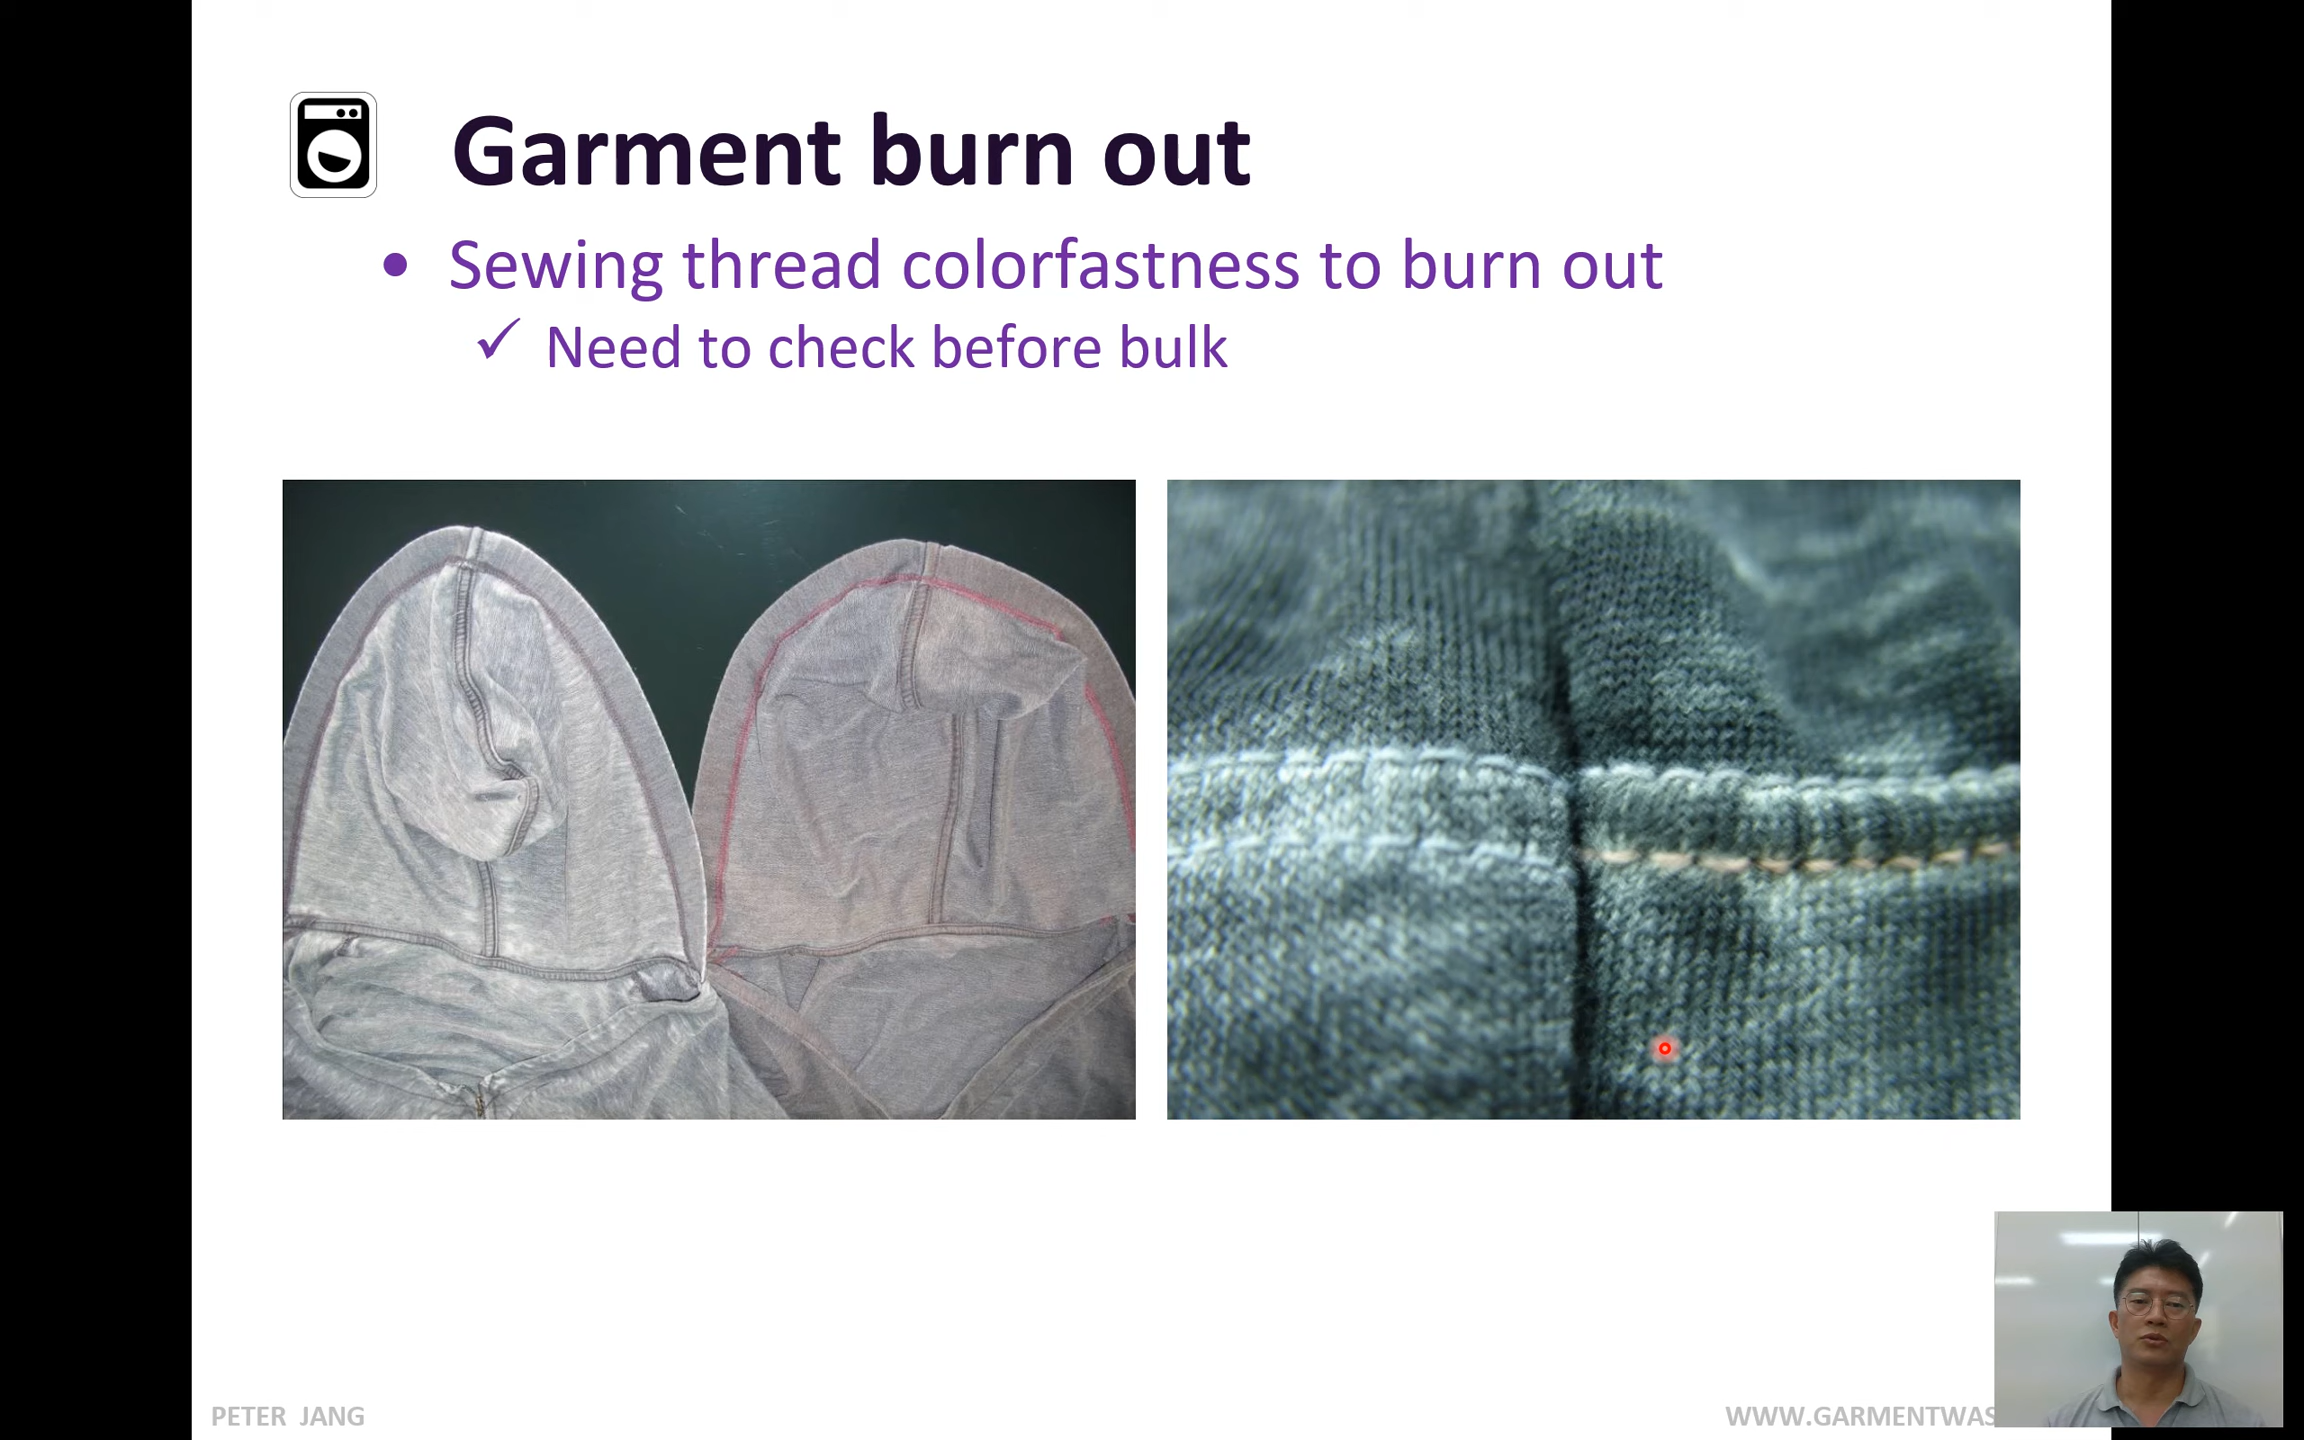 Garment burn out
• Sewing thread colorfastness to burn out
✓ Need to check before bulk
PETER JANG
WWW.GARMENTWAS